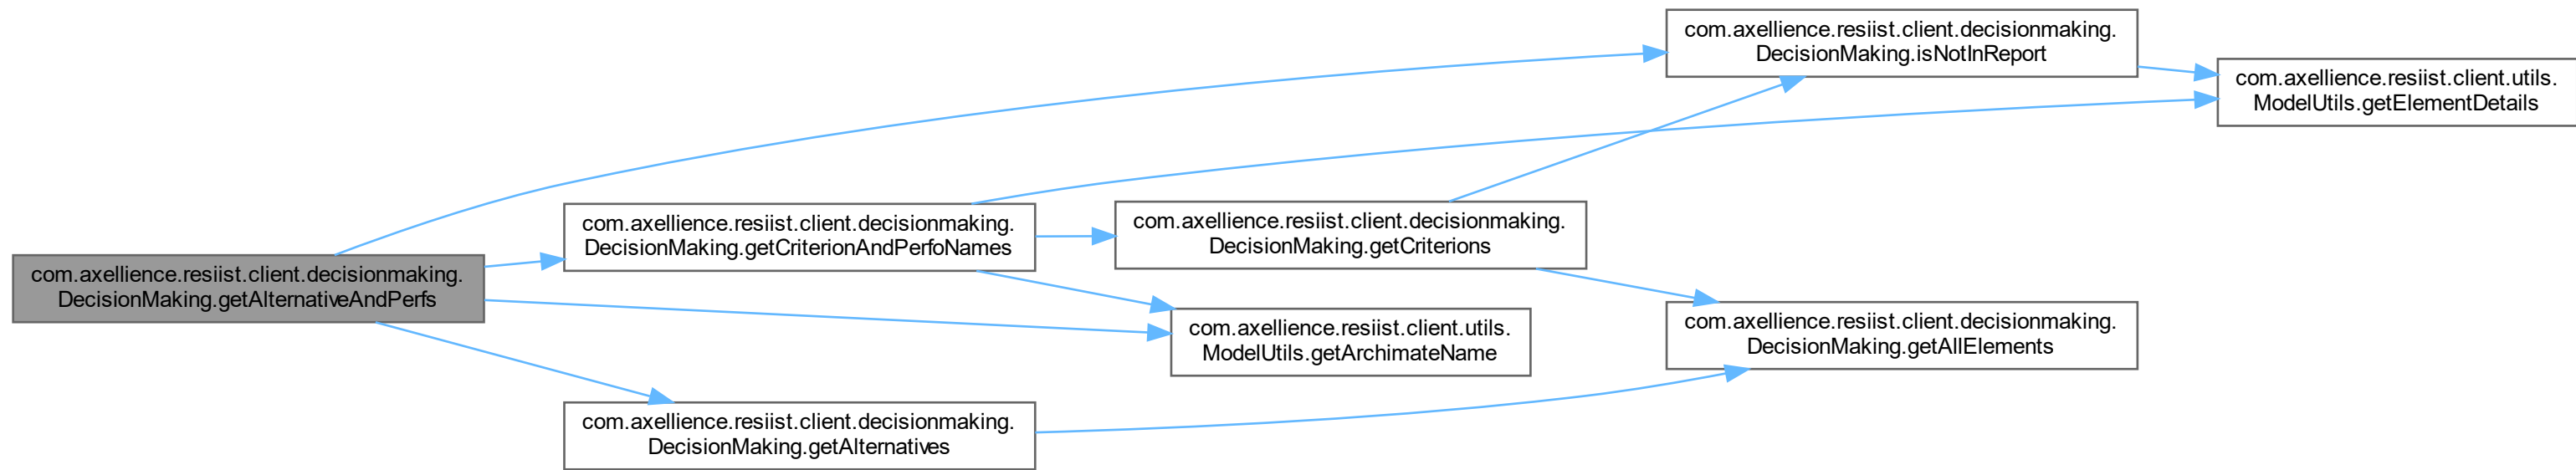 com.axellience.resiist.client.decisionmaking.
DecisionMaking.isNotInReport
com.axellience.resiist.client.utils.
ModelUtils.getElementDetails
com.axellience.resiist.client.decisionmaking.
DecisionMaking.getCriterionAndPerfoNames
com.axellience.resiist.client.decisionmaking.
DecisionMaking.getCriterions
com.axellience.resiist.client.decisionmaking.
DecisionMaking.getAlternativeAndPerfs
com.axellience.resiist.client.utils.
ModelUtils.getArchimateName
com.axellience.resiist.client.decisionmaking.
DecisionMaking.getAllElements
com.axellience.resiist.client.decisionmaking.
DecisionMaking.getAlternatives